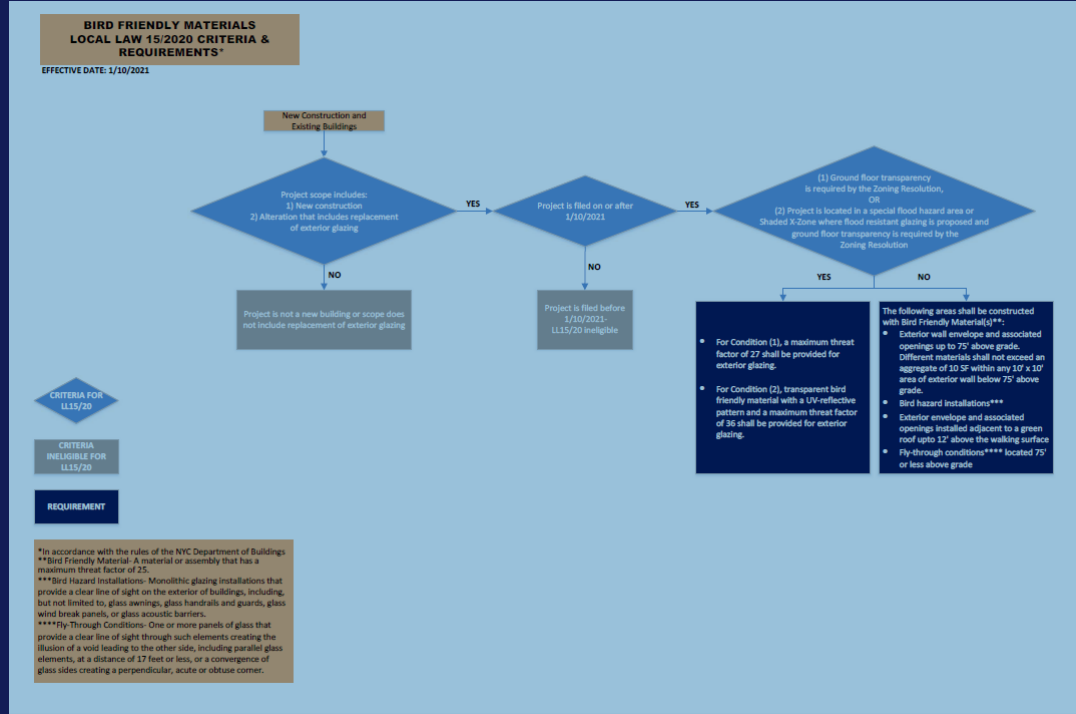 BIRD FRIENDLY MATERIALS
LOCAL LAW 15/2020 CRITERIA &
REQUIREMENTS*
EFFECTIVE DATE: 1/10/2021
New Construction and
Existing Buildings
Project scope includes:
1) New construction
2) Alteration that includes replacement
of exterior glazing
YES
Project is filed on or after
1/10/2021
YES
(1) Ground floor transparency
is required by the Zoning Resolution,
OR
(2) Project is located in a special flood hazard area or
Shaded X-Zone where flood resistant glazing is proposed and
ground floor transparency is required by the
Zoning Resolution
NO
NO
YES
NO
Project is not a new building or scope does
not include replacement of exterior glazing
Project is filed before
1/10/2021-
LL15/20 ineligible
• For Condition (1), a maximum threat
factor of 27 shall be provided for
exterior glazing.
• For Condition (2), transparent bird
friendly material with a UV-reflective
pattern and a maximum threat factor
of 36 shall be provided for exterior
glazing.
The following areas shall be constructed
with Bird Friendly Material(s)**:
• Exterior wall envelope and associated
openings up to 75' above grade.
Different materials shall not exceed an
aggregate of 10 SF within any 10' x 10'
area of exterior wall below 75' above
grade.
• Bird hazard installations***
• Exterior envelope and associated
openings installed adjacent to a green
roof upto 12' above the walking surface
• Fly-through conditions**** located 75'
or less above grade
CRITERIA FOR
LL15/20
CRITERIA
INELIGIBLE FOR
LL15/20
REQUIREMENT
*In accordance with the rules of the NYC Department of Buildings
**Bird Friendly Material- A material or assembly that has a
maximum threat factor of 25.
***Bird Hazard Installations- Monolithic glazing installations that
provide a clear line of sight on the exterior of buildings, including,
but not limited to, glass awnings, glass handrails and guards, glass
wind break panels, or glass acoustic barriers.
****Fly-Through Conditions- One or more panels of glass that
provide a clear line of sight through such elements creating the
illusion of a void leading to the other side, including parallel glass
elements, at a distance of 17 feet or less, or a convergence of
glass sides creating a perpendicular, acute or obtuse corner.